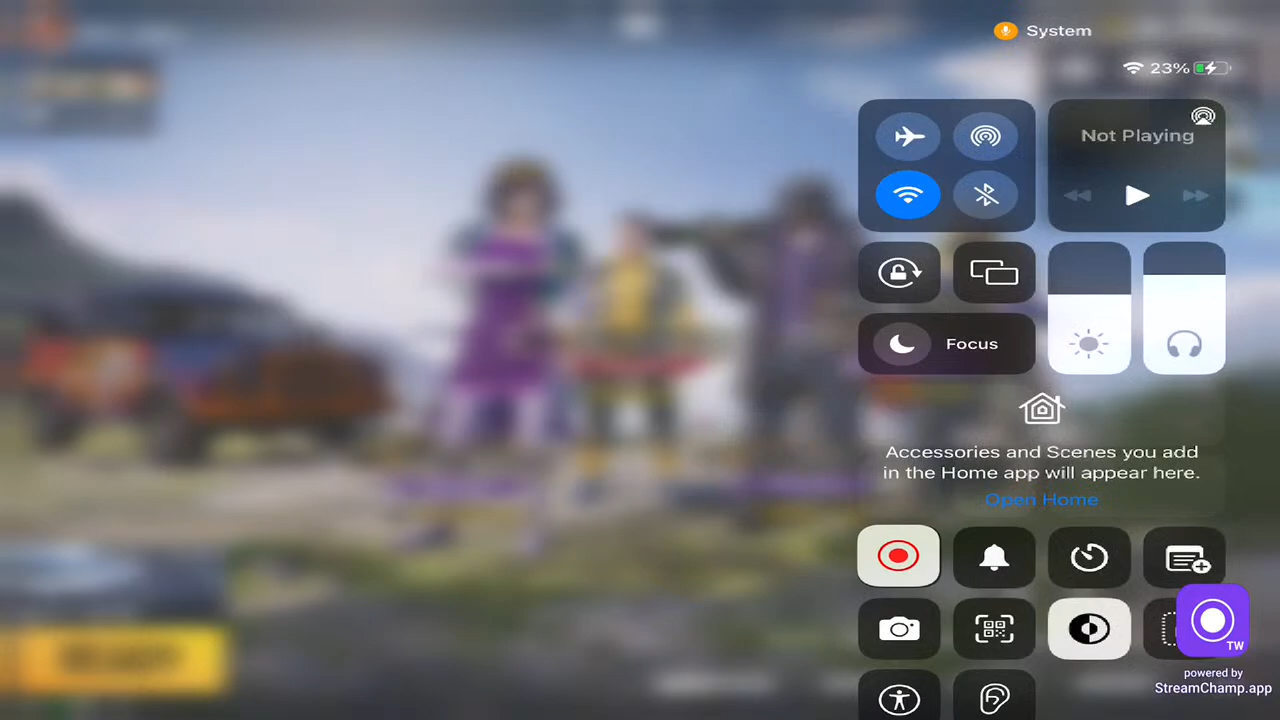 System
23%
Not Playing
Focus
Accessories and Scenes you add
in the Home app will appear here.
Open Home
TW
powered by
StreamChamp.app